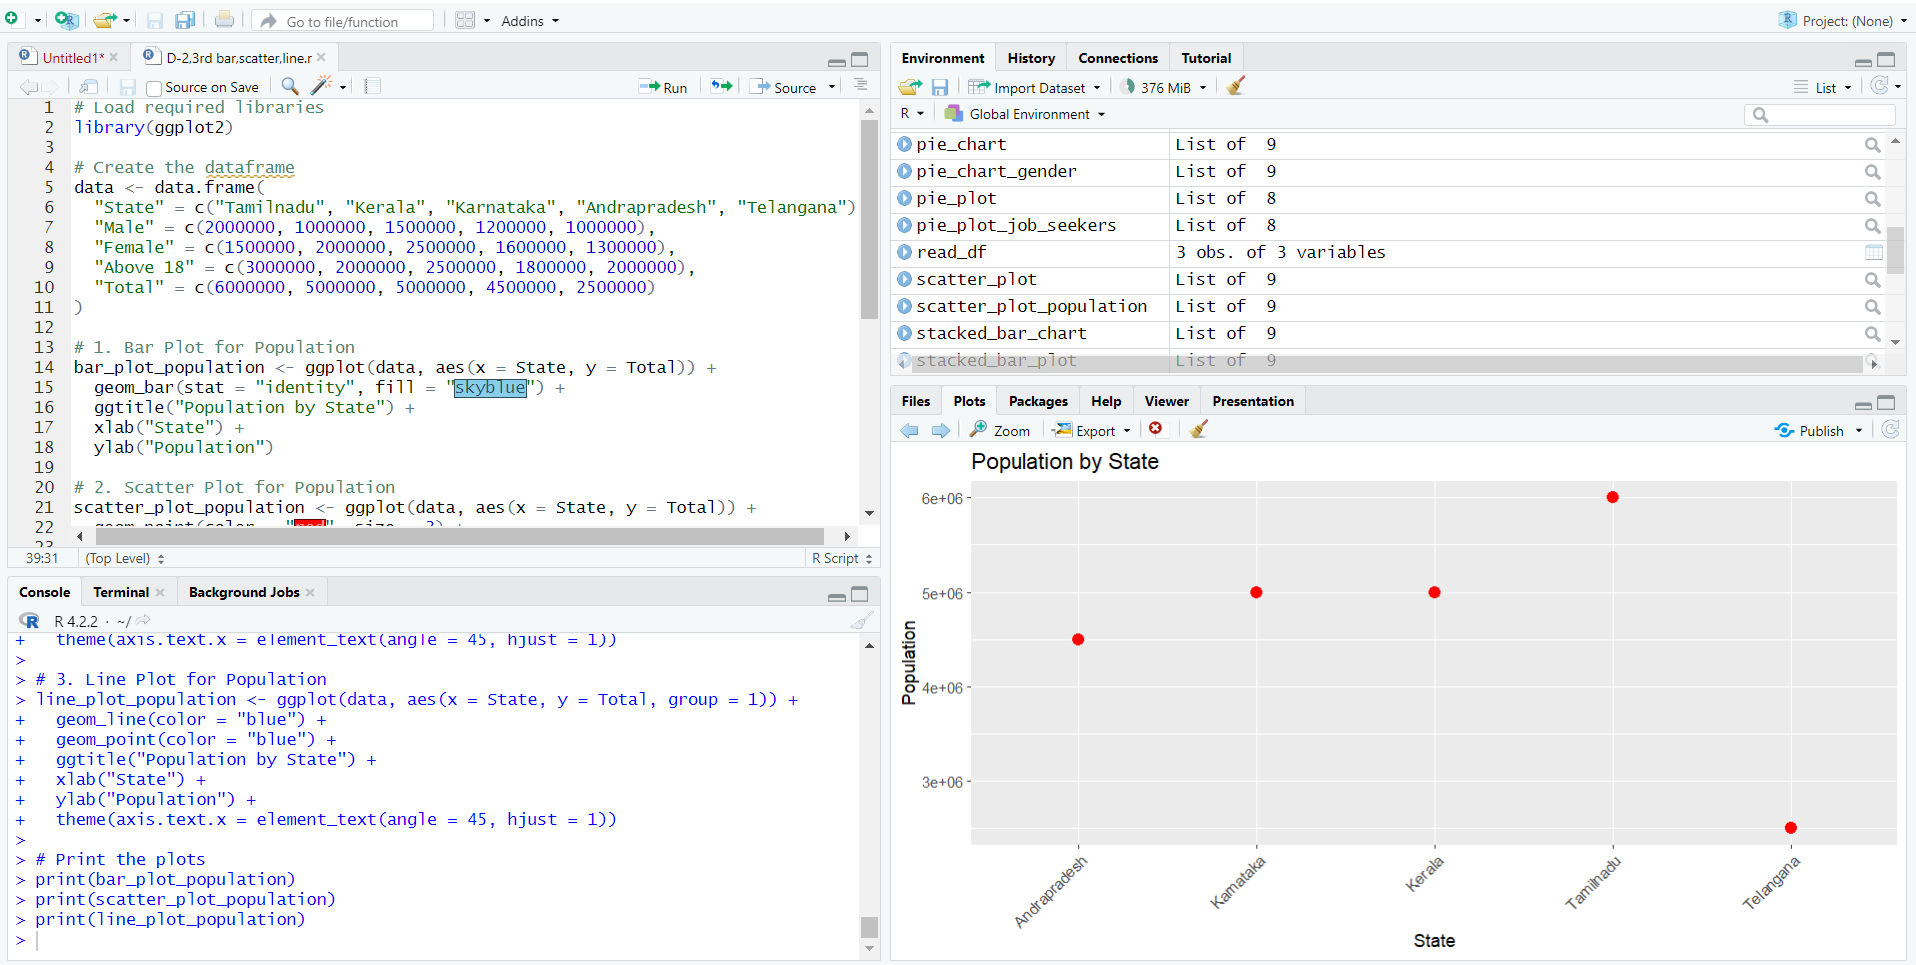 Go to file/function
Addins
Project: (None)
Untitled1*
D-2,3rd bar,scatter,line.r
Source on Save
Run
Source
1 # Load required libraries
2 library(ggplot2)
3
4 # Create the dataframe
5 data <- data.frame(
6 "State" = c("Tamilnadu", "Kerala", "Karnataka", "Andrapradesh", "Telangana")
7 "Male" = c(2000000, 1000000, 1500000, 1200000, 1000000),
8 "Female" = c(1500000, 2000000, 2500000, 1600000, 1300000),
9 "Above 18" = c(3000000, 2000000, 2500000, 1800000, 2000000),
10 "Total" = c(6000000, 5000000, 5000000, 4500000, 2500000)
11 )
12
13 # 1. Bar Plot for Population
14 bar_plot_population <- ggplot(data, aes(x = State, y = Total)) +
15 geom_bar(stat = "identity", fill = "skyblue") +
16 ggtitle("Population by State") +
17 xlab("State") +
18 ylab("Population")
19
20 # 2. Scatter Plot for Population
21 scatter_plot_population <- ggplot(data, aes(x = State, y = Total)) +
22 geom_point(color = "red", size = 3) +
23
39:31 (Top Level) R Script
Console Terminal Background Jobs
R 4.2.2 · ~/
+ theme(axis.text.x = element_text(angle = 45, hjust = 1))
>
> # 3. Line Plot for Population
> line_plot_population <- ggplot(data, aes(x = State, y = Total, group = 1)) +
+ geom_line(color = "blue") +
+ geom_point(color = "blue") +
+ ggtitle("Population by State") +
+ xlab("State") +
+ ylab("Population") +
+ theme(axis.text.x = element_text(angle = 45, hjust = 1))
>
> # Print the plots
> print(bar_plot_population)
> print(scatter_plot_population)
> print(line_plot_population)
>
Environment History Connections Tutorial
Import Dataset 376 MiB List
R Global Environment
pie_chart List of 9
pie_chart_gender List of 9
pie_plot List of 8
pie_plot_job_seekers List of 8
read_df 3 obs. of 3 variables
scatter_plot List of 9
scatter_plot_population List of 9
stacked_bar_chart List of 9
stacked_bar_plot List of 9
Files Plots Packages Help Viewer Presentation
Zoom Export Publish
Population by State
6e+06
5e+06
4e+06
3e+06
Population
Andrapradesh
Karnataka
Kerala
Tamilnadu
Telangana
State